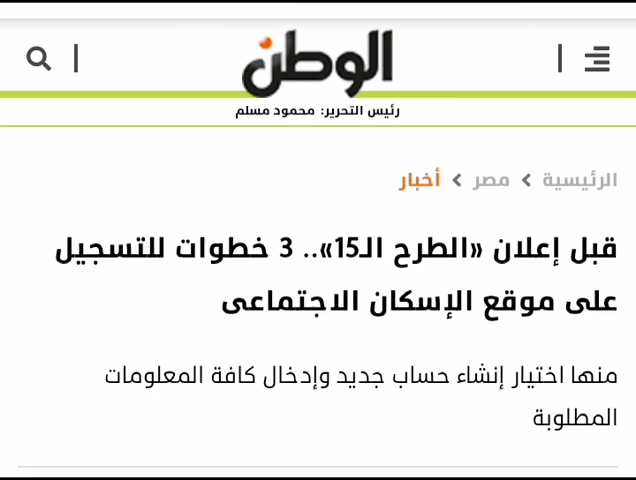 الوطن
رئيس التحرير: محمود مسلم
الرئيسية > مصر > أخبار
قبل إعلان «الطرح الـ15».. 3 خطوات للتسجيل
على موقع الإسكان الاجتماعى
منها اختيار إنشاء حساب جديد وإدخال كافة المعلومات
المطلوبة